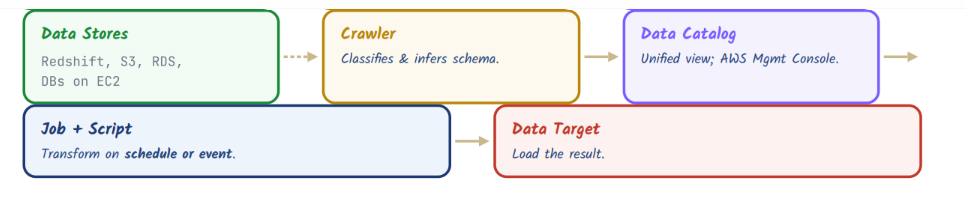 Data Stores
Redshift, S3, RDS,
DBs on EC2
Crawler
Classifies & infers schema.
Data Catalog
Unified view; AWS Mgmt Console.
Job + Script
Transform on schedule or event.
Data Target
Load the result.